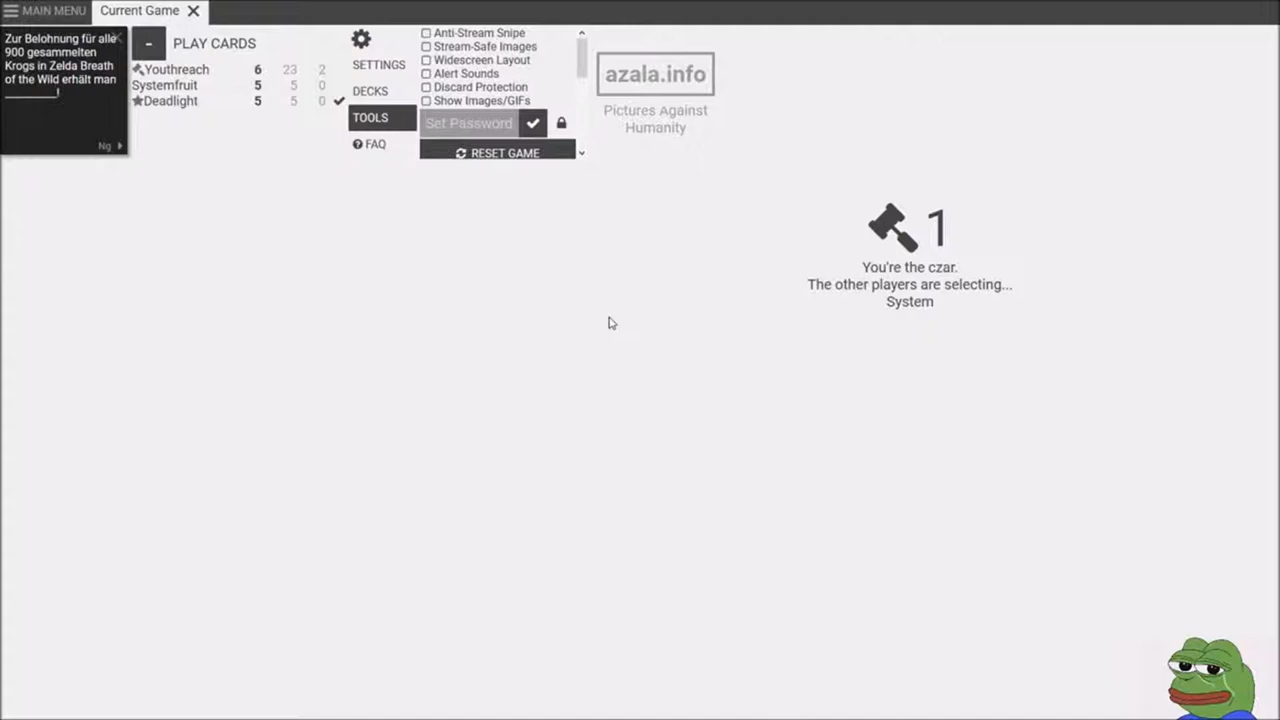 MAIN MENU
Current Game
Zur Belohnung für alle
900 gesammelten
Krogs in Zelda Breath
of the Wild erhält man
__________!
Ng
- PLAY CARDS
Youthreach 6 23 2
Systemfruit 5 5 0
Deadlight 5 5 0
SETTINGS
DECKS
TOOLS
FAQ
Anti-Stream Snipe
Stream-Safe Images
Widescreen Layout
Alert Sounds
Discard Protection
Show Images/GIFs
Set Password
RESET GAME
azala.info
Pictures Against
Humanity
1
You're the czar.
The other players are selecting...
System